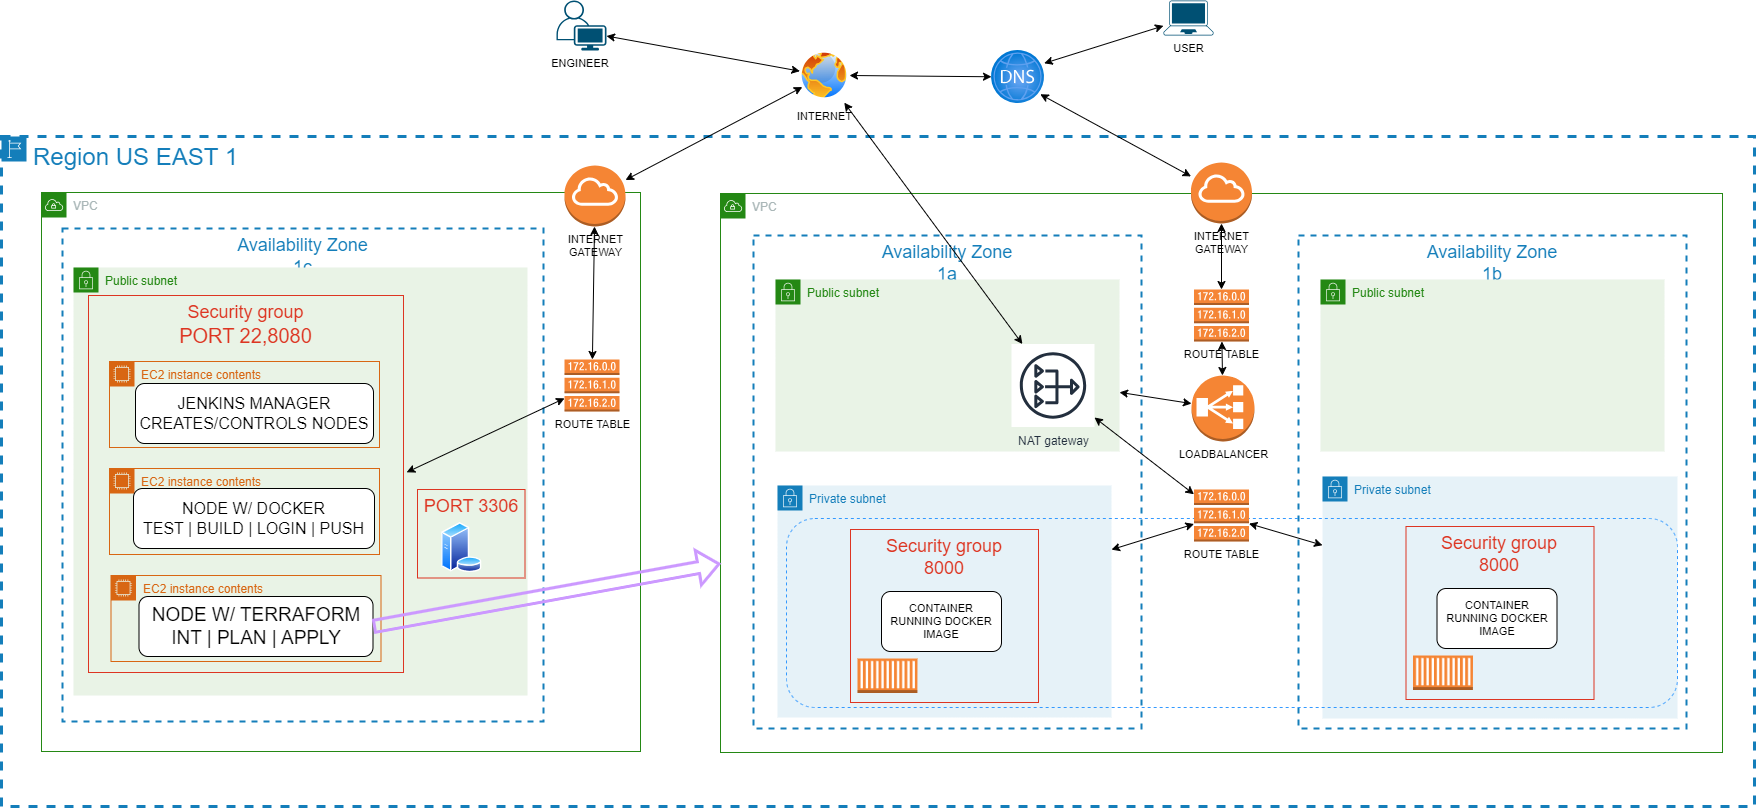 ENGINEER
USER
INTERNET
DNS
Region US EAST 1
VPC
INTERNET
GATEWAY
Availability Zone
1c
Public subnet
Security group
PORT 22,8080
EC2 instance contents
JENKINS MANAGER
CREATES/CONTROLS NODES
EC2 instance contents
NODE W/ DOCKER
TEST | BUILD | LOGIN | PUSH
EC2 instance contents
NODE W/ TERRAFORM
INT | PLAN | APPLY
172.16.0.0
172.16.1.0
172.16.2.0
ROUTE TABLE
PORT 3306
VPC
INTERNET
GATEWAY
Availability Zone
1a
Public subnet
NAT gateway
172.16.0.0
172.16.1.0
172.16.2.0
ROUTE TABLE
LOADBALANCER
Availability Zone
1b
Public subnet
Private subnet
Security group
8000
CONTAINER
RUNNING DOCKER
IMAGE
172.16.0.0
172.16.1.0
172.16.2.0
ROUTE TABLE
Private subnet
Security group
8000
CONTAINER
RUNNING DOCKER
IMAGE